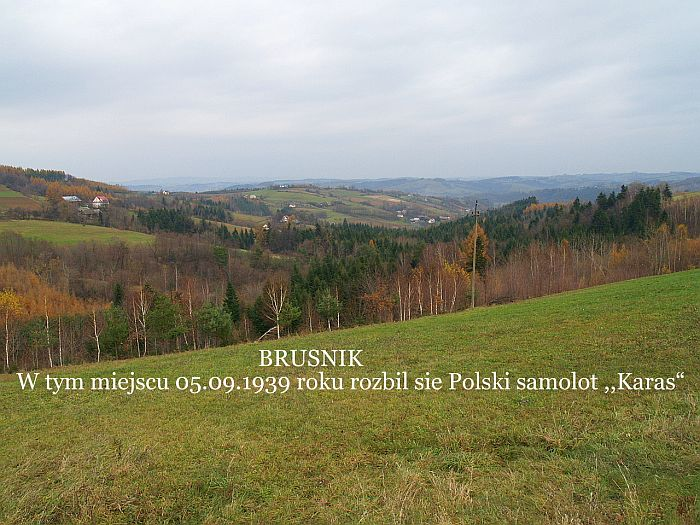 BRUSNIK
W tym miejscu 05.09.1939 roku rozbil sie Polski samolot ,,Karas“